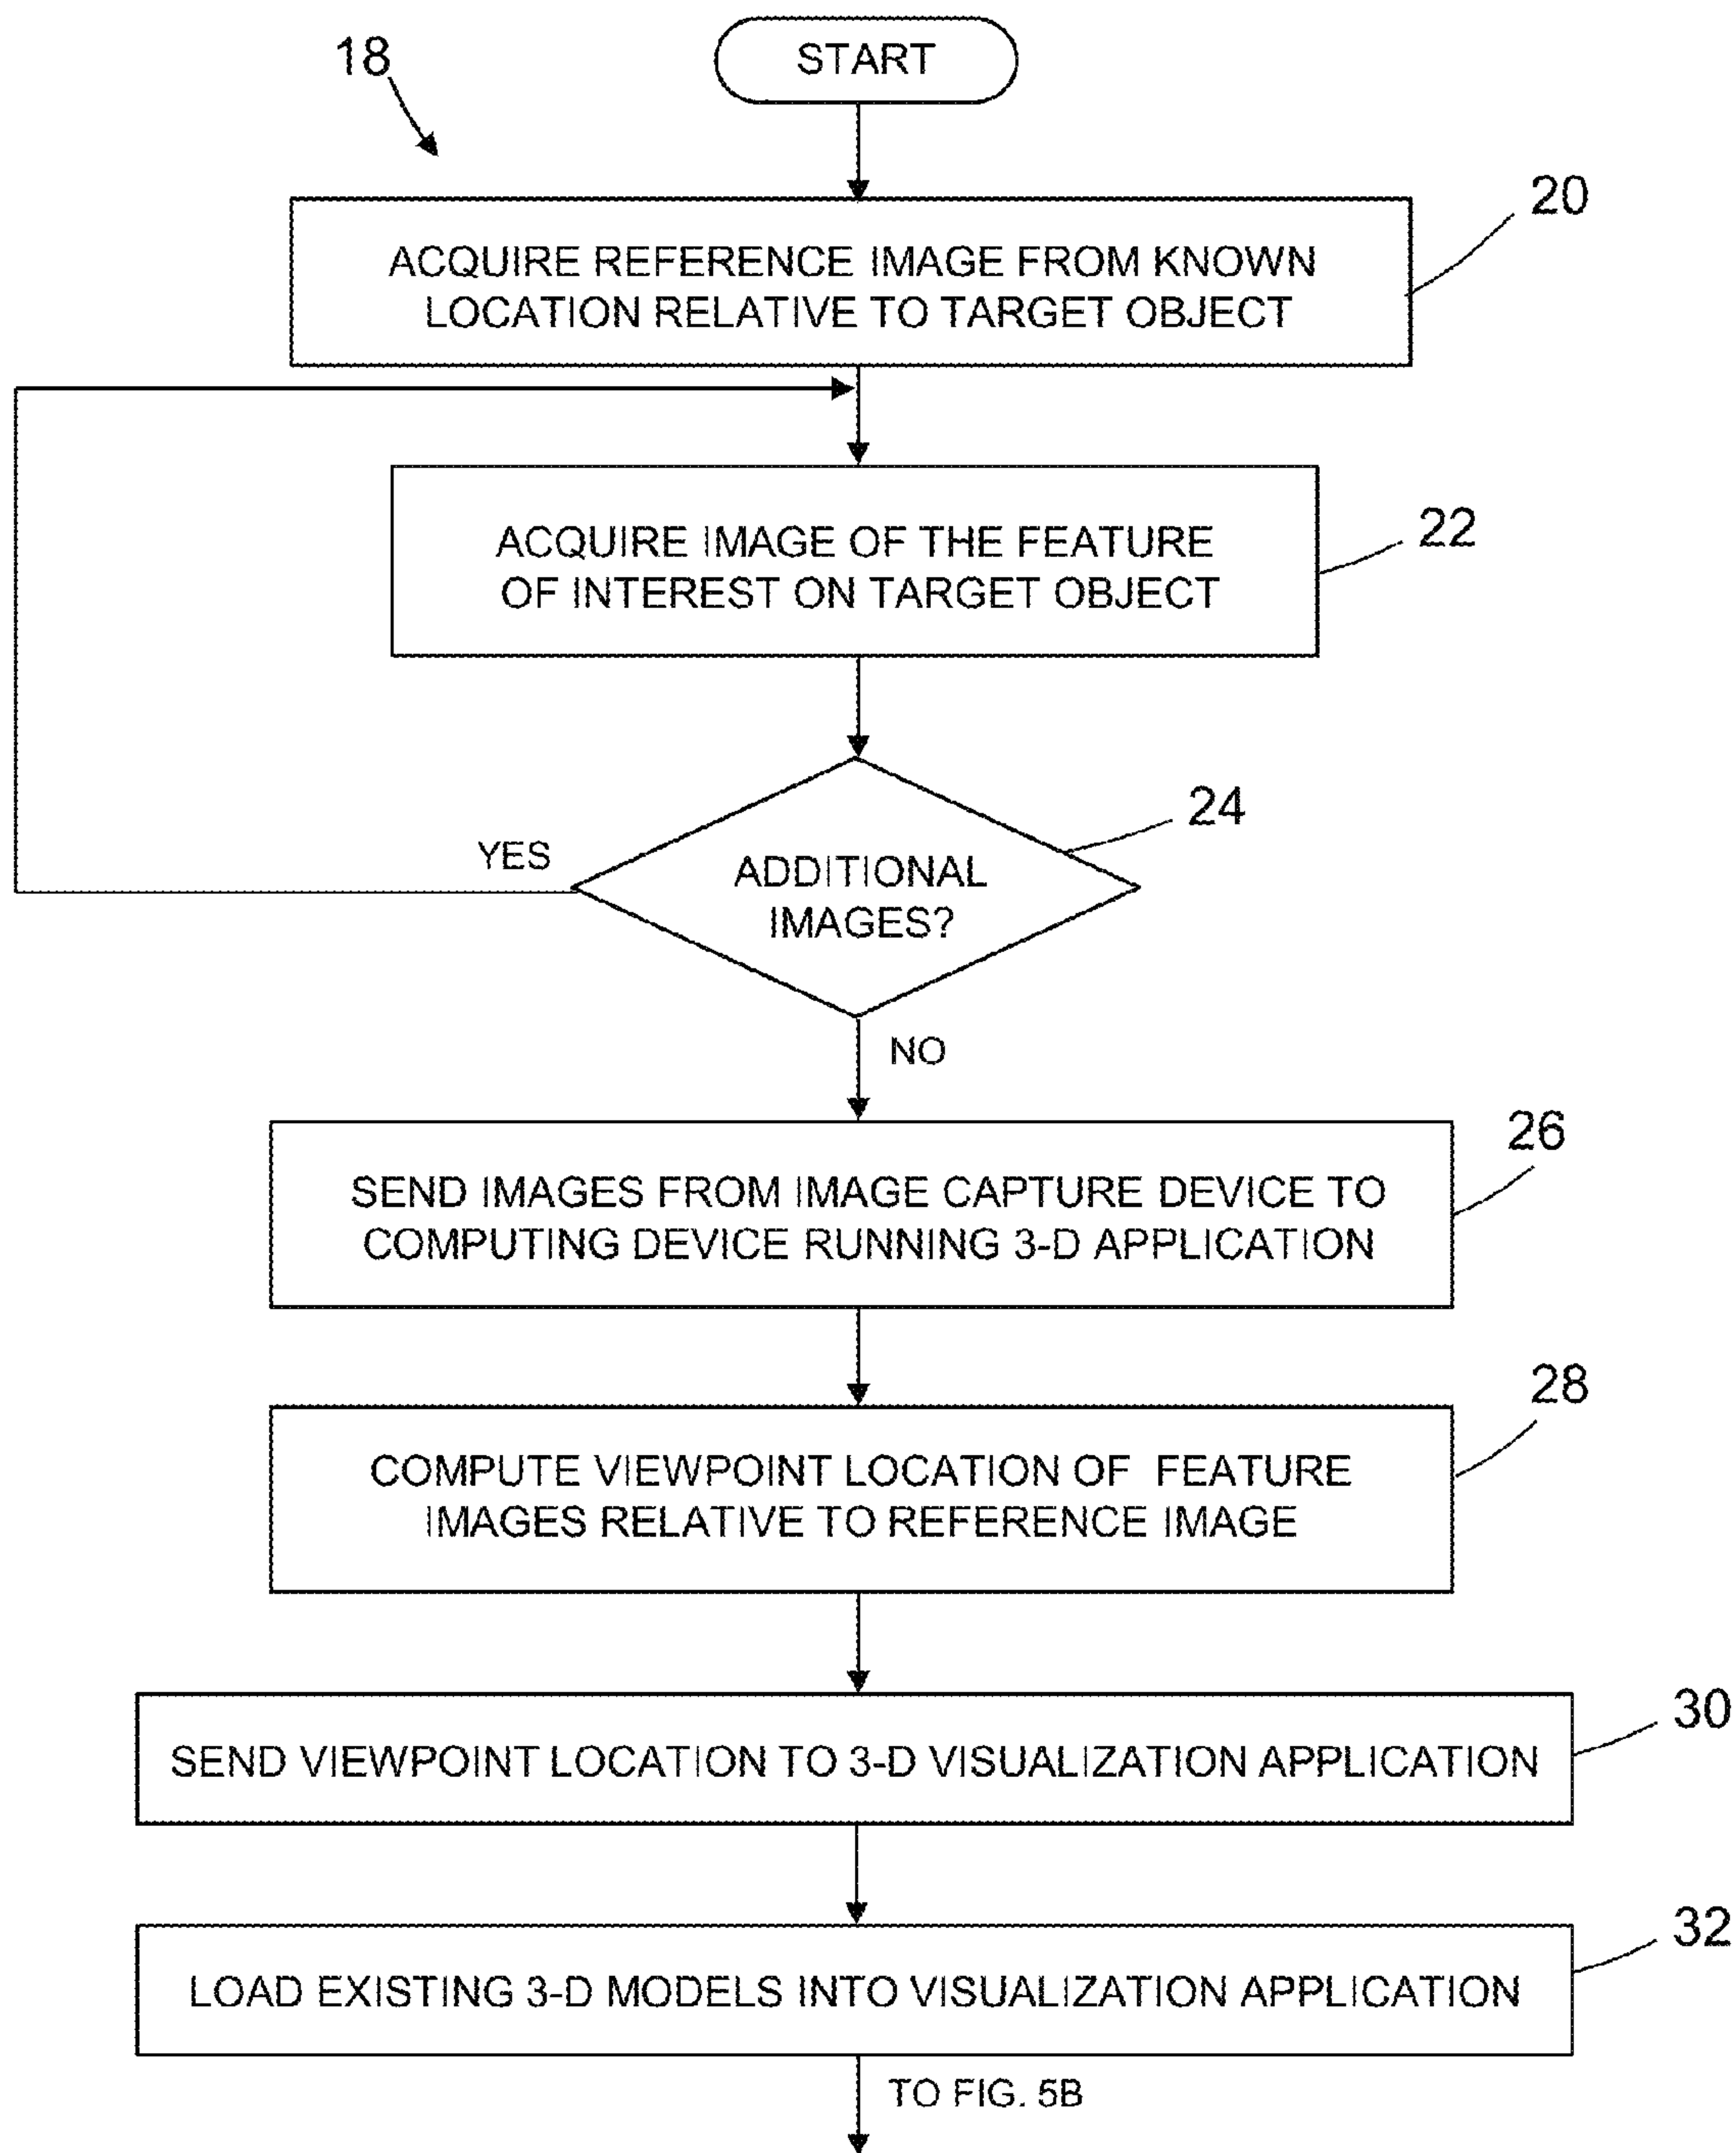 18
START
20
ACQUIRE REFERENCE IMAGE FROM KNOWN
LOCATION RELATIVE TO TARGET OBJECT
22
ACQUIRE IMAGE OF THE FEATURE
OF INTEREST ON TARGET OBJECT
24
YES
ADDITIONAL
IMAGES?
NO
26
SEND IMAGES FROM IMAGE CAPTURE DEVICE TO
COMPUTING DEVICE RUNNING 3-D APPLICATION
28
COMPUTE VIEWPOINT LOCATION OF FEATURE
IMAGES RELATIVE TO REFERENCE IMAGE
30
SEND VIEWPOINT LOCATION TO 3-D VISUALIZATION APPLICATION
32
LOAD EXISTING 3-D MODELS INTO VISUALIZATION APPLICATION
TO FIG. 5B